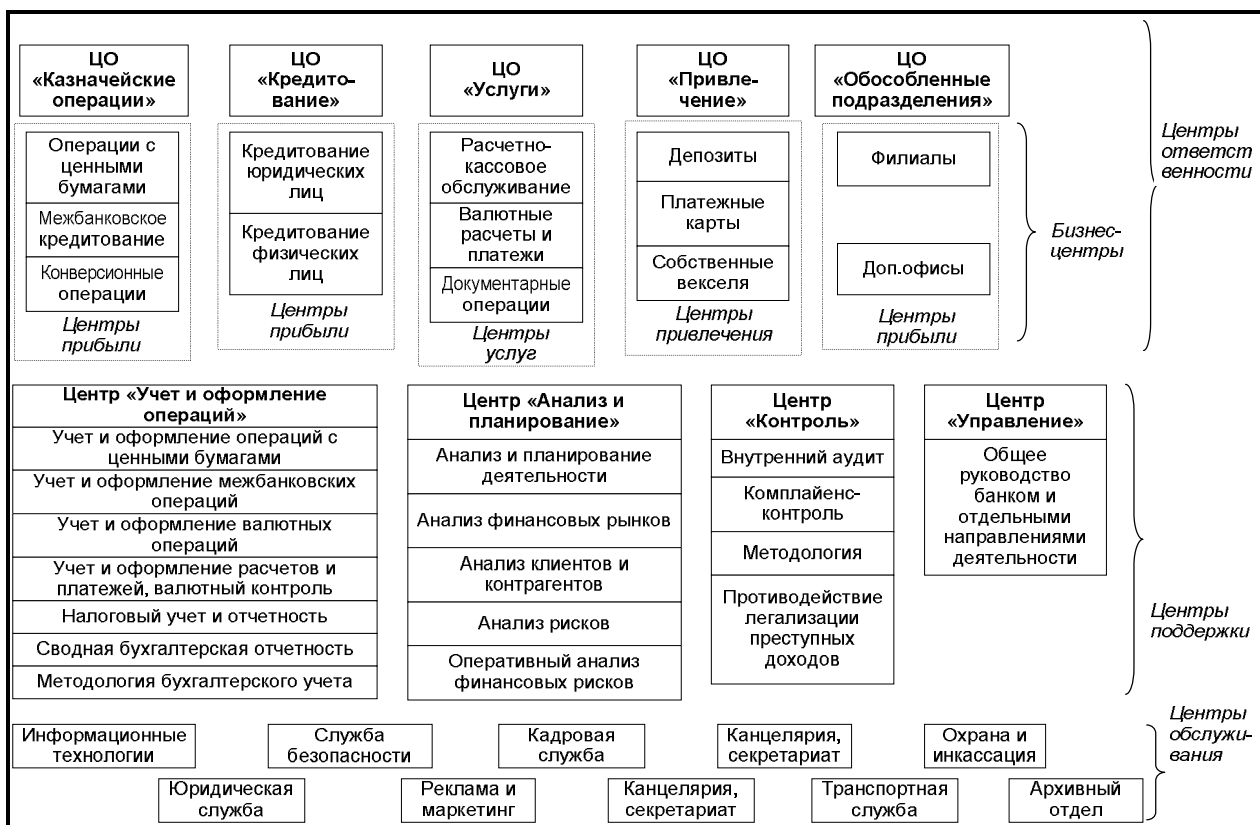 ЦО
«Казначейские
операции»
ЦО
«Кредито-
вание»
ЦО
«Услуги»
ЦО
«Привле-
чение»
ЦО
«Обособленные
подразделения»
Операции с
ценными
бумагами
Межбанковское
кредитование
Конверсионные
операции
Центры
прибыли
Кредитование
юридических
лиц
Кредитование
физических
лиц
Центры
прибыли
Расчетно-
кассовое
обслуживание
Валютные
расчеты и
платежи
Документарные
операции
Центры
услуг
Депозиты
Платежные
карты
Собственные
векселя
Центры
привлечения
Филиалы
Доп.офисы
Центры
прибыли
Бизнес-
центры
Центры
ответст
венности
Центр «Учет и оформление
операций»
Учет и оформление операций с
ценными бумагами
Учет и оформление межбанковских
операций
Учет и оформление валютных
операций
Учет и оформление расчетов и
платежей, валютный контроль
Налоговый учет и отчетность
Сводная бухгалтерская отчетность
Методология бухгалтерского учета
Центр «Анализ и
планирование»
Анализ и планирование
деятельности
Анализ финансовых рынков
Анализ клиентов и
контрагентов
Анализ рисков
Оперативный анализ
финансовых рисков
Центр
«Контроль»
Внутренний аудит
Комплайенс-
контроль
Методология
Противодействие
легализации
преступных
доходов
Центр
«Управление»
Общее
руководство
банком и
отдельными
направлениями
деятельности
Центры
поддержки
Информационные
технологии
Служба
безопасности
Кадровая
служба
Канцелярия,
секретариат
Охрана и
инкассация
Центры
обслужи-
вания
Юридическая
служба
Реклама и
маркетинг
Канцелярия,
секретариат
Транспортная
служба
Архивный
отдел